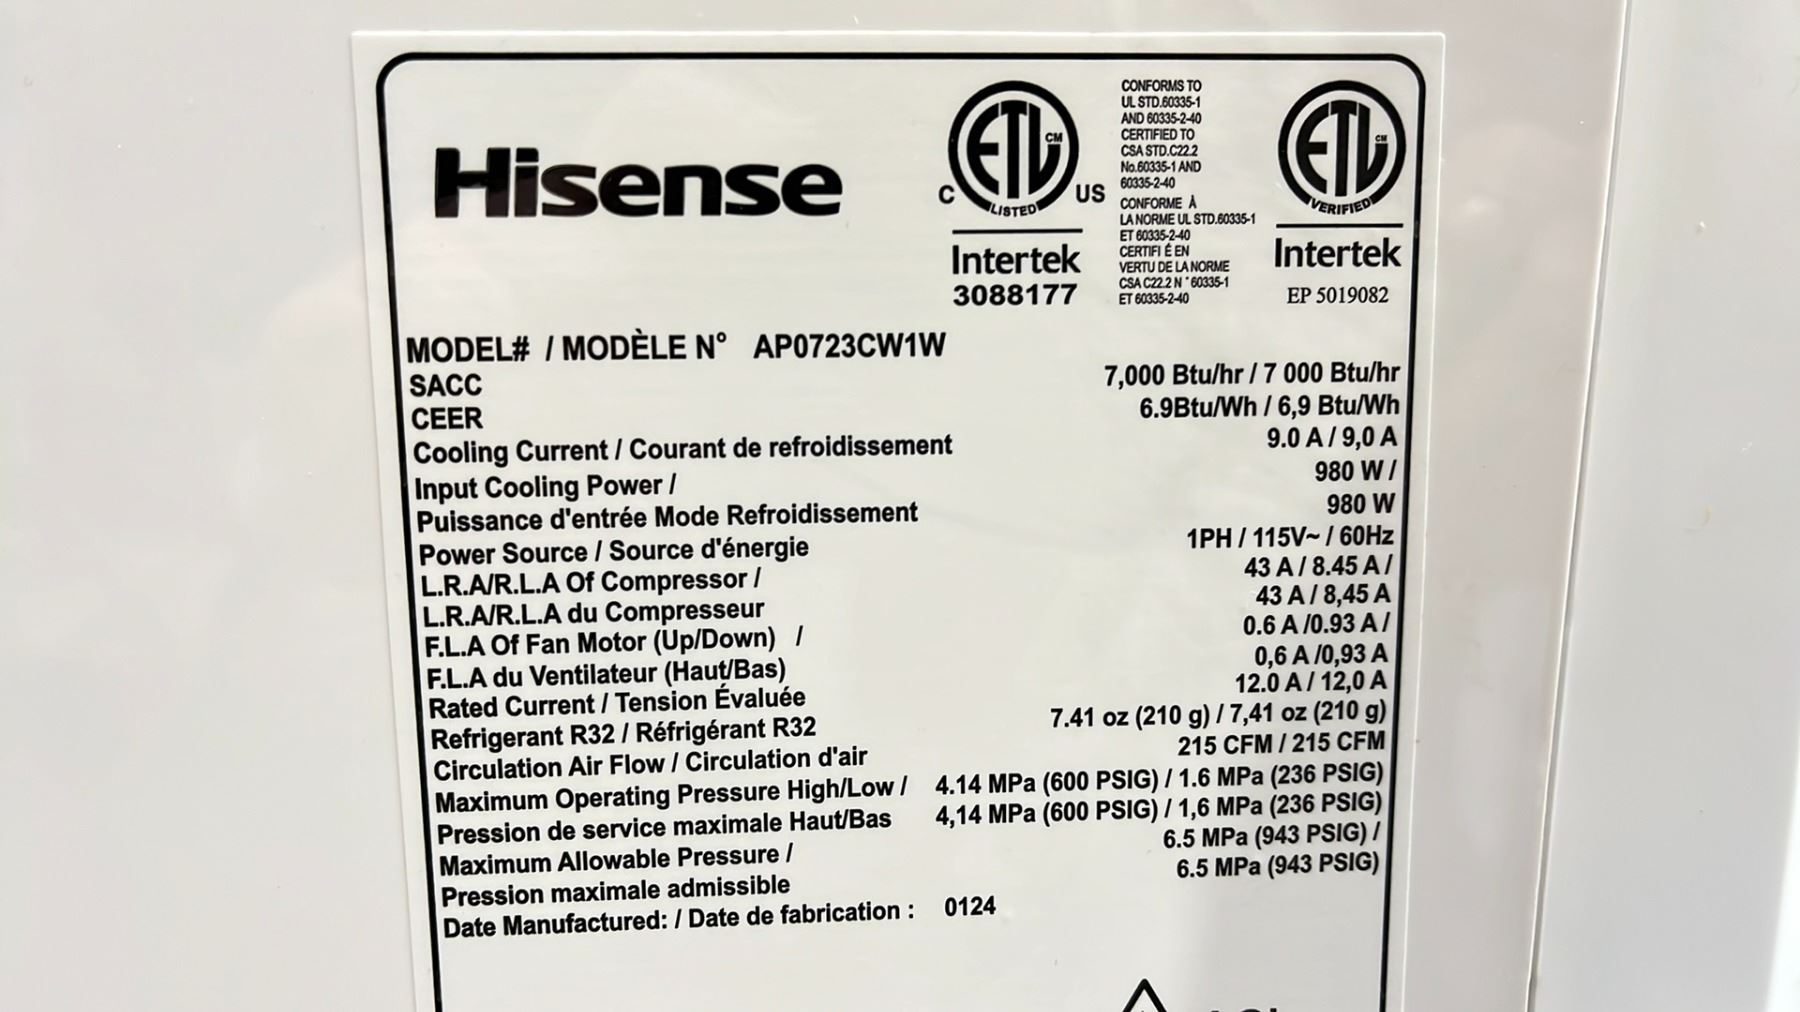 Hisense
ETL CM
LISTED
C US
Intertek
3088177
CONFORMS TO
UL STD.60335-1
AND 60335-2-40
CERTIFIED TO
CSA STD.C22.2
No.60335-1 AND
60335-2-40
CONFORME À
LA NORME UL STD.60335-1
ET 60335-2-40
CERTIFI É EN
VERTU DE LA NORME
CSA C22.2 N ° 60335-1
ET 60335-2-40
ETL CM
VERIFIED
Intertek
EP 5019082
MODEL# / MODÈLE N° AP0723CW1W
SACC 7,000 Btu/hr / 7 000 Btu/hr
CEER 6.9Btu/Wh / 6,9 Btu/Wh
Cooling Current / Courant de refroidissement 9.0 A / 9,0 A
Input Cooling Power / 980 W /
Puissance d'entrée Mode Refroidissement 980 W
Power Source / Source d'énergie 1PH / 115V~ / 60Hz
L.R.A/R.L.A Of Compressor / 43 A / 8.45 A /
L.R.A/R.L.A du Compresseur 43 A / 8,45 A
F.L.A Of Fan Motor (Up/Down) / 0.6 A /0.93 A /
F.L.A du Ventilateur (Haut/Bas) 0,6 A /0,93 A
Rated Current / Tension Évaluée 12.0 A / 12,0 A
Refrigerant R32 / Réfrigérant R32 7.41 oz (210 g) / 7,41 oz (210 g)
Circulation Air Flow / Circulation d'air 215 CFM / 215 CFM
Maximum Operating Pressure High/Low / 4.14 MPa (600 PSIG) / 1.6 MPa (236 PSIG)
Pression de service maximale Haut/Bas 4,14 MPa (600 PSIG) / 1,6 MPa (236 PSIG)
Maximum Allowable Pressure / 6.5 MPa (943 PSIG) /
Pression maximale admissible 6.5 MPa (943 PSIG)
Date Manufactured: / Date de fabrication : 0124